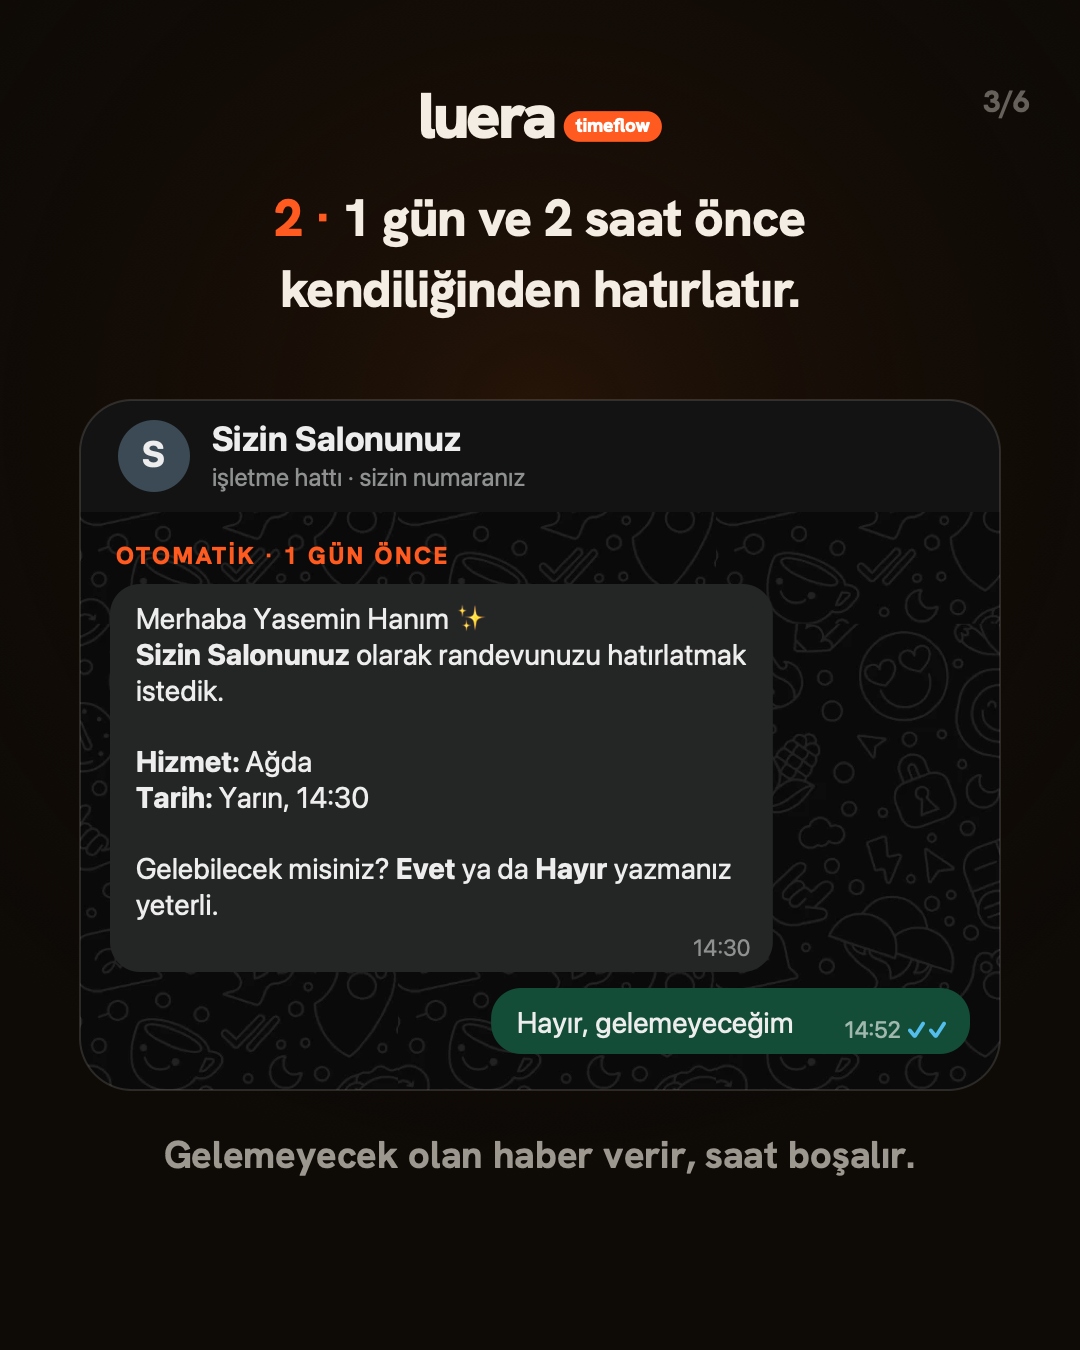 luera timeflow
3/6
2 · 1 gün ve 2 saat önce
kendiliğinden hatırlatır.
S
Sizin Salonunuz
işletme hattı · sizin numaranız
OTOMATİK · 1 GÜN ÖNCE
Merhaba Yasemin Hanım ✨
Sizin Salonunuz olarak randevunuzu hatırlatmak
istedik.
Hizmet: Ağda
Tarih: Yarın, 14:30
Gelebilecek misiniz? Evet ya da Hayır yazmanız
yeterli.
14:30
Hayır, gelemeyeceğim 14:52
Gelemeyecek olan haber verir, saat boşalır.